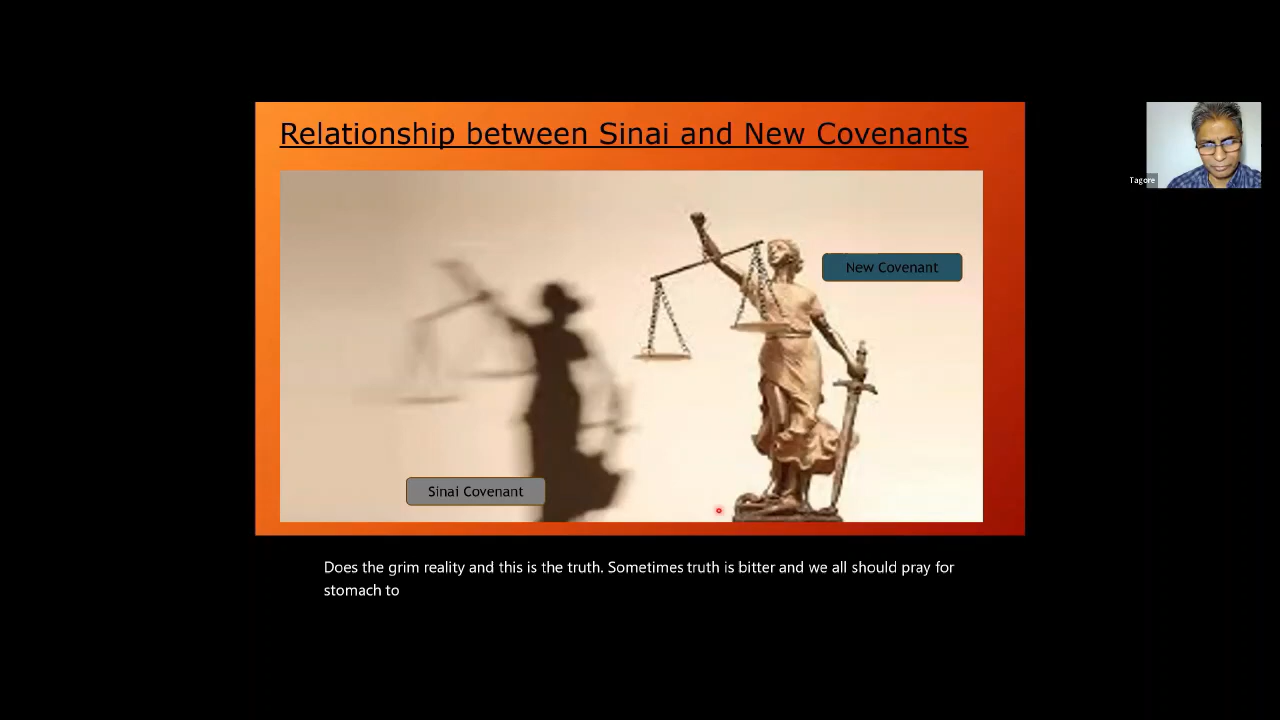 Relationship between Sinai and New Covenants
Tagore
New Covenant
Sinai Covenant
Does the grim reality and this is the truth. Sometimes truth is bitter and we all should pray for
stomach to